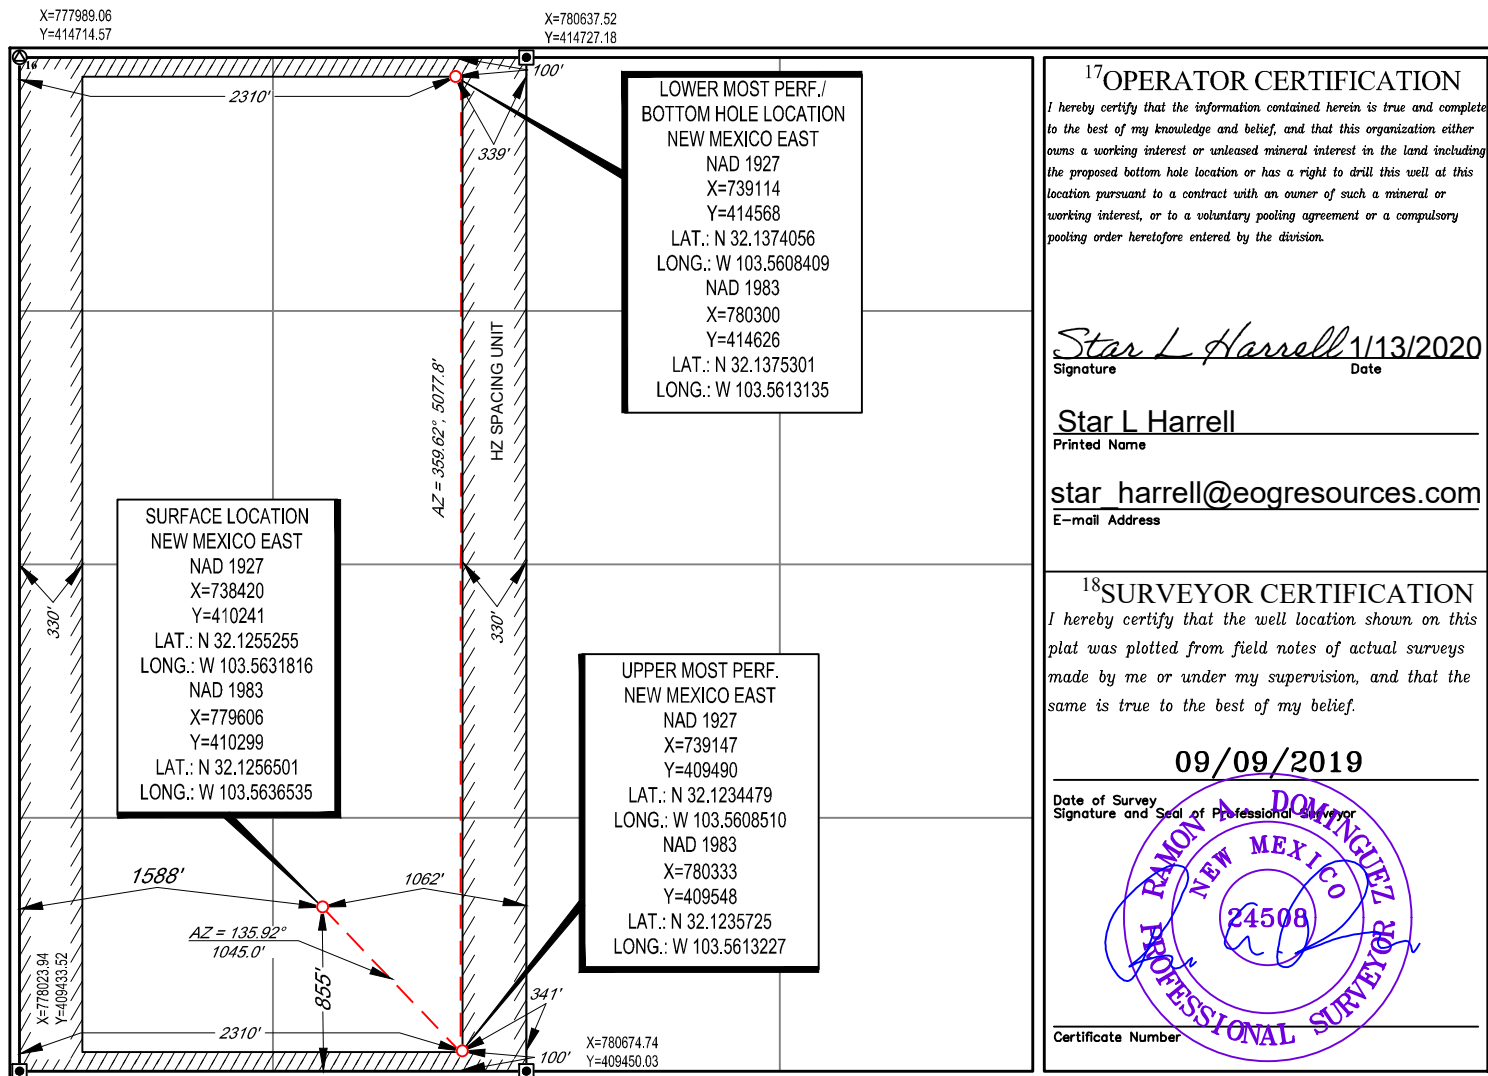 X=777989.06
Y=414714.57
X=780637.52
Y=414727.18
16
2310'
100'
339'
LOWER MOST PERF./
BOTTOM HOLE LOCATION
NEW MEXICO EAST
NAD 1927
X=739114
Y=414568
LAT.: N 32.1374056
LONG.: W 103.5608409
NAD 1983
X=780300
Y=414626
LAT.: N 32.1375301
LONG.: W 103.5613135
AZ = 359.62°, 5077.8'
HZ SPACING UNIT
330'
330'
SURFACE LOCATION
NEW MEXICO EAST
NAD 1927
X=738420
Y=410241
LAT.: N 32.1255255
LONG.: W 103.5631816
NAD 1983
X=779606
Y=410299
LAT.: N 32.1256501
LONG.: W 103.5636535
UPPER MOST PERF.
NEW MEXICO EAST
NAD 1927
X=739147
Y=409490
LAT.: N 32.1234479
LONG.: W 103.5608510
NAD 1983
X=780333
Y=409548
LAT.: N 32.1235725
LONG.: W 103.5613227
1588'
1062'
AZ = 135.92°
1045.0'
855'
X=778023.94
Y=409433.52
2310'
341'
100'
X=780674.74
Y=409450.03
17 OPERATOR CERTIFICATION
I hereby certify that the information contained herein is true and complete
to the best of my knowledge and belief, and that this organization either
owns a working interest or unleased mineral interest in the land including
the proposed bottom hole location or has a right to drill this well at this
location pursuant to a contract with an owner of such a mineral or
working interest, or to a voluntary pooling agreement or a compulsory
pooling order heretofore entered by the division.
Star L Harrell 1/13/2020
Signature Date
Star L Harrell
Printed Name
star_harrell@eogresources.com
E-mail Address
18 SURVEYOR CERTIFICATION
I hereby certify that the well location shown on this
plat was plotted from field notes of actual surveys
made by me or under my supervision, and that the
same is true to the best of my belief.
09/09/2019
Date of Survey
Signature and Seal of Professional Surveyor
RAMON A. DOMINGUEZ
NEW MEXICO
24508
PROFESSIONAL SURVEYOR
Certificate Number